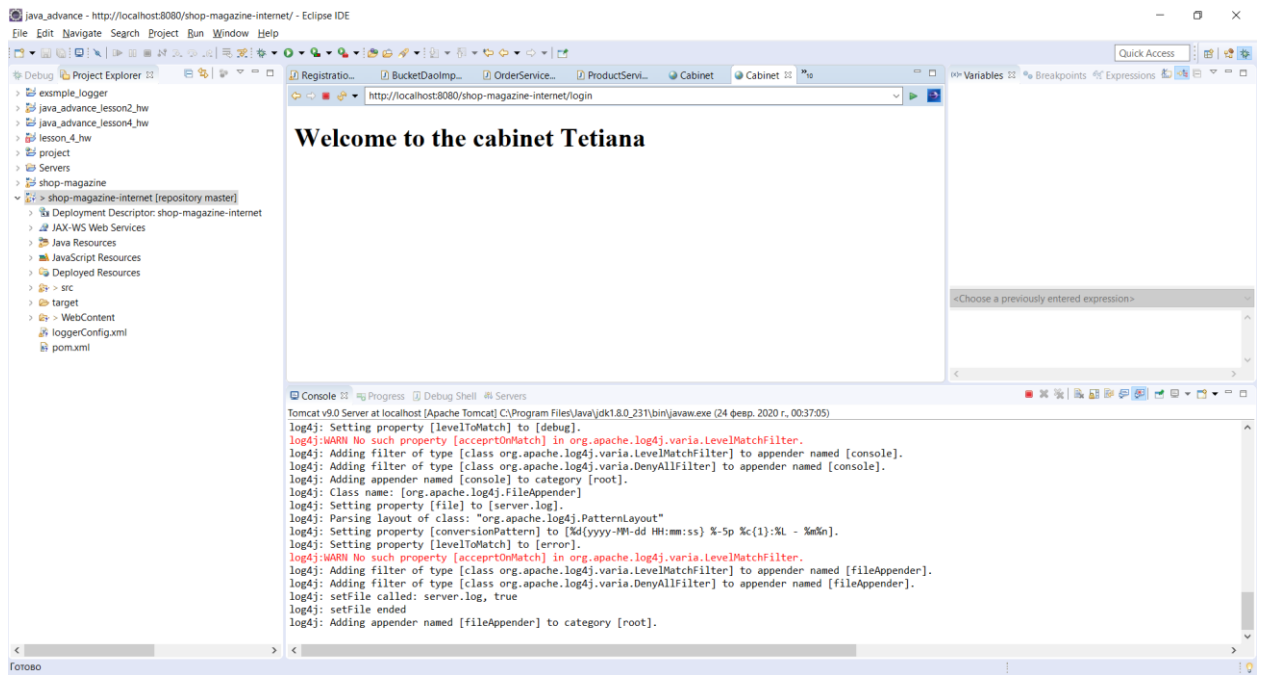 java_advance - http://localhost:8080/shop-magazine-internet/ - Eclipse IDE
File Edit Navigate Search Project Run Window Help
Quick Access
Debug Project Explorer
Registratio... BucketDaoImp... OrderService... ProductServi... Cabinet Cabinet »10
Variables Breakpoints Expressions
http://localhost:8080/shop-magazine-internet/login
exsmple_logger
java_advance_lesson2_hw
java_advance_lesson4_hw
lesson_4_hw
project
Servers
shop-magazine
> shop-magazine-internet [repository master]
Deployment Descriptor: shop-magazine-internet
JAX-WS Web Services
Java Resources
JavaScript Resources
Deployed Resources
> src
target
> WebContent
loggerConfig.xml
pom.xml
Welcome to the cabinet Tetiana
<Choose a previously entered expression>
Console Progress Debug Shell Servers
Tomcat v9.0 Server at localhost [Apache Tomcat] C:\Program Files\Java\jdk1.8.0_231\bin\javaw.exe (24 февр. 2020 г., 00:37:05)
log4j: Setting property [levelToMatch] to [debug].
log4j:WARN No such property [acceprtOnMatch] in org.apache.log4j.varia.LevelMatchFilter.
log4j: Adding filter of type [class org.apache.log4j.varia.LevelMatchFilter] to appender named [console].
log4j: Adding filter of type [class org.apache.log4j.varia.DenyAllFilter] to appender named [console].
log4j: Adding appender named [console] to category [root].
log4j: Class name: [org.apache.log4j.FileAppender]
log4j: Setting property [file] to [server.log].
log4j: Parsing layout of class: "org.apache.log4j.PatternLayout"
log4j: Setting property [conversionPattern] to [%d{yyyy-MM-dd HH:mm:ss} %-5p %c{1}:%L - %m%n].
log4j: Setting property [levelToMatch] to [error].
log4j:WARN No such property [acceprtOnMatch] in org.apache.log4j.varia.LevelMatchFilter.
log4j: Adding filter of type [class org.apache.log4j.varia.LevelMatchFilter] to appender named [fileAppender].
log4j: Adding filter of type [class org.apache.log4j.varia.DenyAllFilter] to appender named [fileAppender].
log4j: setFile called: server.log, true
log4j: setFile ended
log4j: Adding appender named [fileAppender] to category [root].
Готово